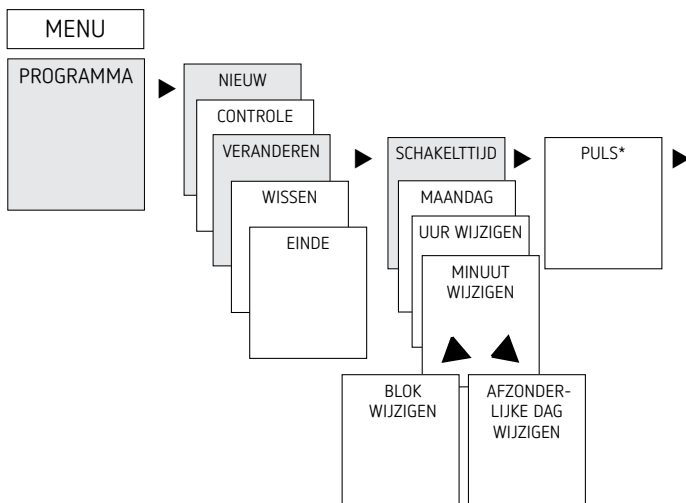 MENU
PROGRAMMA
NIEUW
CONTROLE
VERANDEREN
WISSEN
EINDE
SCHAKELTTIJD
MAANDAG
UUR WIJZIGEN
MINUUT
WIJZIGEN
PULS*
BLOK
WIJZIGEN
AFZONDER-
LIJKE DAG
WIJZIGEN